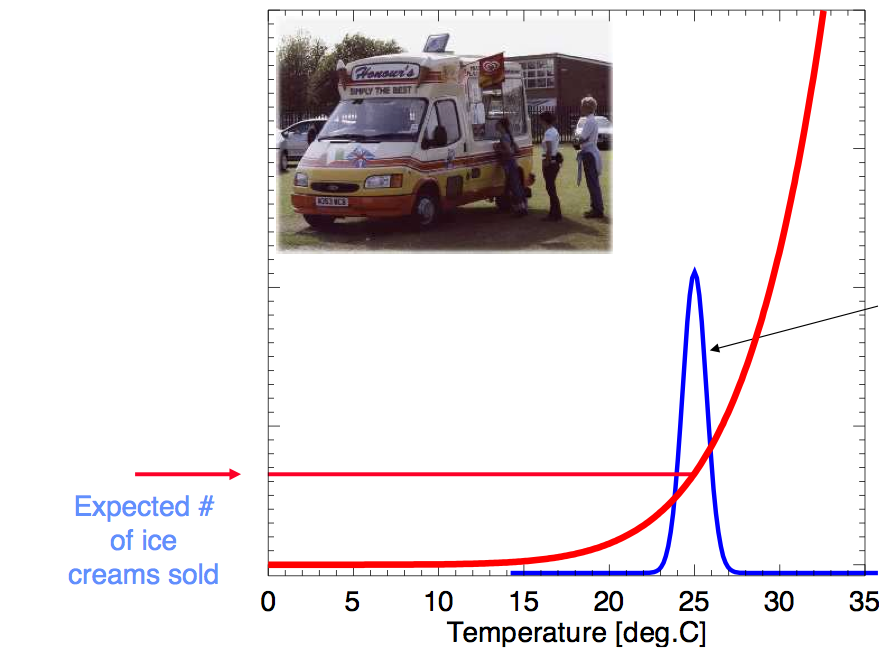 Honour's
SIMPLY THE BEST
Expected #
of ice
creams sold
0 5 10 15 20 25 30 35
Temperature [deg.C]